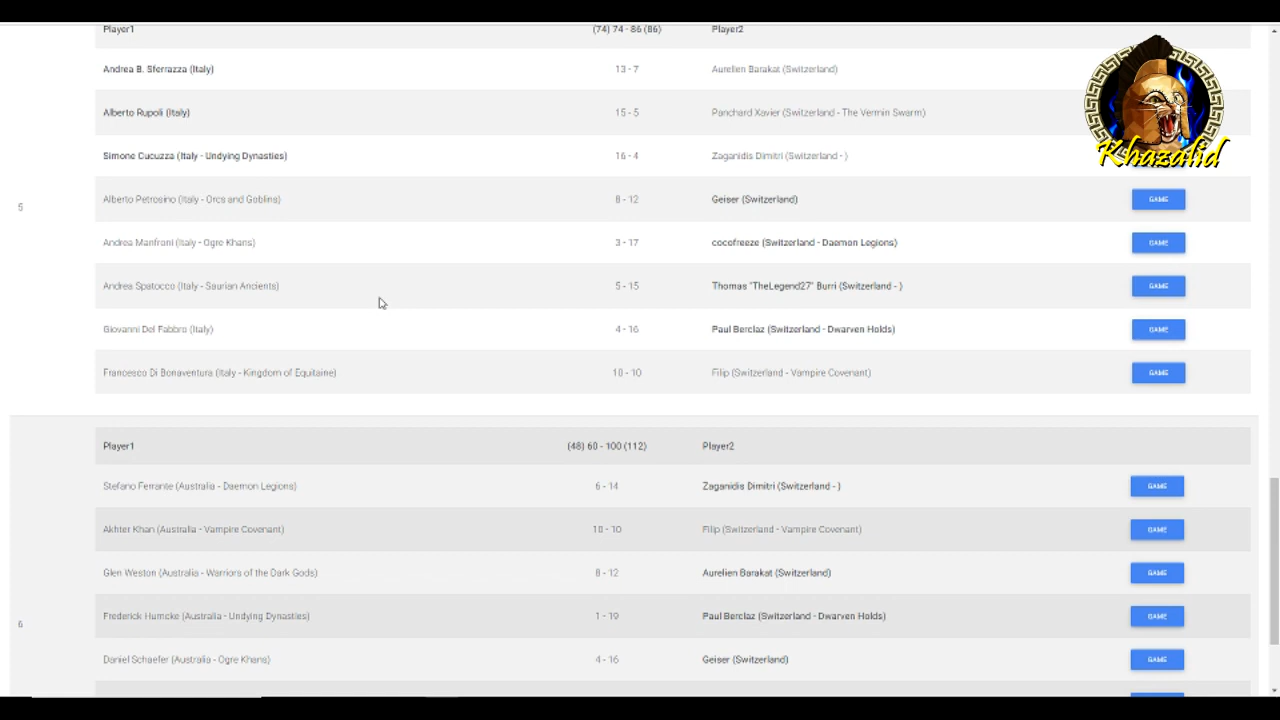 Player1 (74) 74 - 86 (86) Player2
Andrea B. Sferrazza (Italy) 13 - 7 Aurelien Barakat (Switzerland)
Alberto Rupoli (Italy) 15 - 5 Panchard Xavier (Switzerland - The Vermin Swarm)
Khazalid
Simone Cucuzza (Italy - Undying Dynasties) 16 - 4 Zaganidis Dimitri (Switzerland - )
Alberto Petrosino (Italy - Orcs and Goblins) 8 - 12 Geiser (Switzerland) GAME
5
Andrea Manfroni (Italy - Ogre Khans) 3 - 17 cocofreeze (Switzerland - Daemon Legions) GAME
Andrea Spatocco (Italy - Saurian Ancients) 5 - 15 Thomas "TheLegend27" Burri (Switzerland - ) GAME
Giovanni Del Fabbro (Italy) 4 - 16 Paul Berclaz (Switzerland - Dwarven Holds) GAME
Francesco Di Bonaventura (Italy - Kingdom of Equitaine) 10 - 10 Filip (Switzerland - Vampire Covenant) GAME
Player1 (48) 60 - 100 (112) Player2
Stefano Ferrante (Australia - Daemon Legions) 6 - 14 Zaganidis Dimitri (Switzerland - ) GAME
Akhter Khan (Australia - Vampire Covenant) 10 - 10 Filip (Switzerland - Vampire Covenant) GAME
Glen Weston (Australia - Warriors of the Dark Gods) 8 - 12 Aurelien Barakat (Switzerland) GAME
Frederick Humcke (Australia - Undying Dynasties) 1 - 19 Paul Berclaz (Switzerland - Dwarven Holds) GAME
6
Daniel Schaefer (Australia - Ogre Khans) 4 - 16 Geiser (Switzerland) GAME